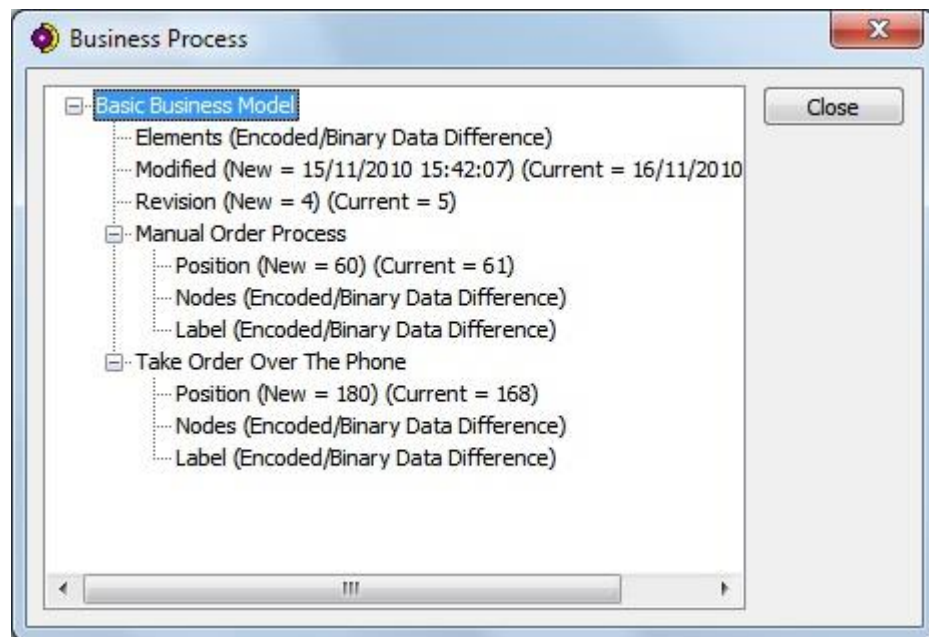 Business Process
Basic Business Model
Close
Elements (Encoded/Binary Data Difference)
Modified (New = 15/11/2010 15:42:07) (Current = 16/11/2010
Revision (New = 4) (Current = 5)
Manual Order Process
Position (New = 60) (Current = 61)
Nodes (Encoded/Binary Data Difference)
Label (Encoded/Binary Data Difference)
Take Order Over The Phone
Position (New = 180) (Current = 168)
Nodes (Encoded/Binary Data Difference)
Label (Encoded/Binary Data Difference)